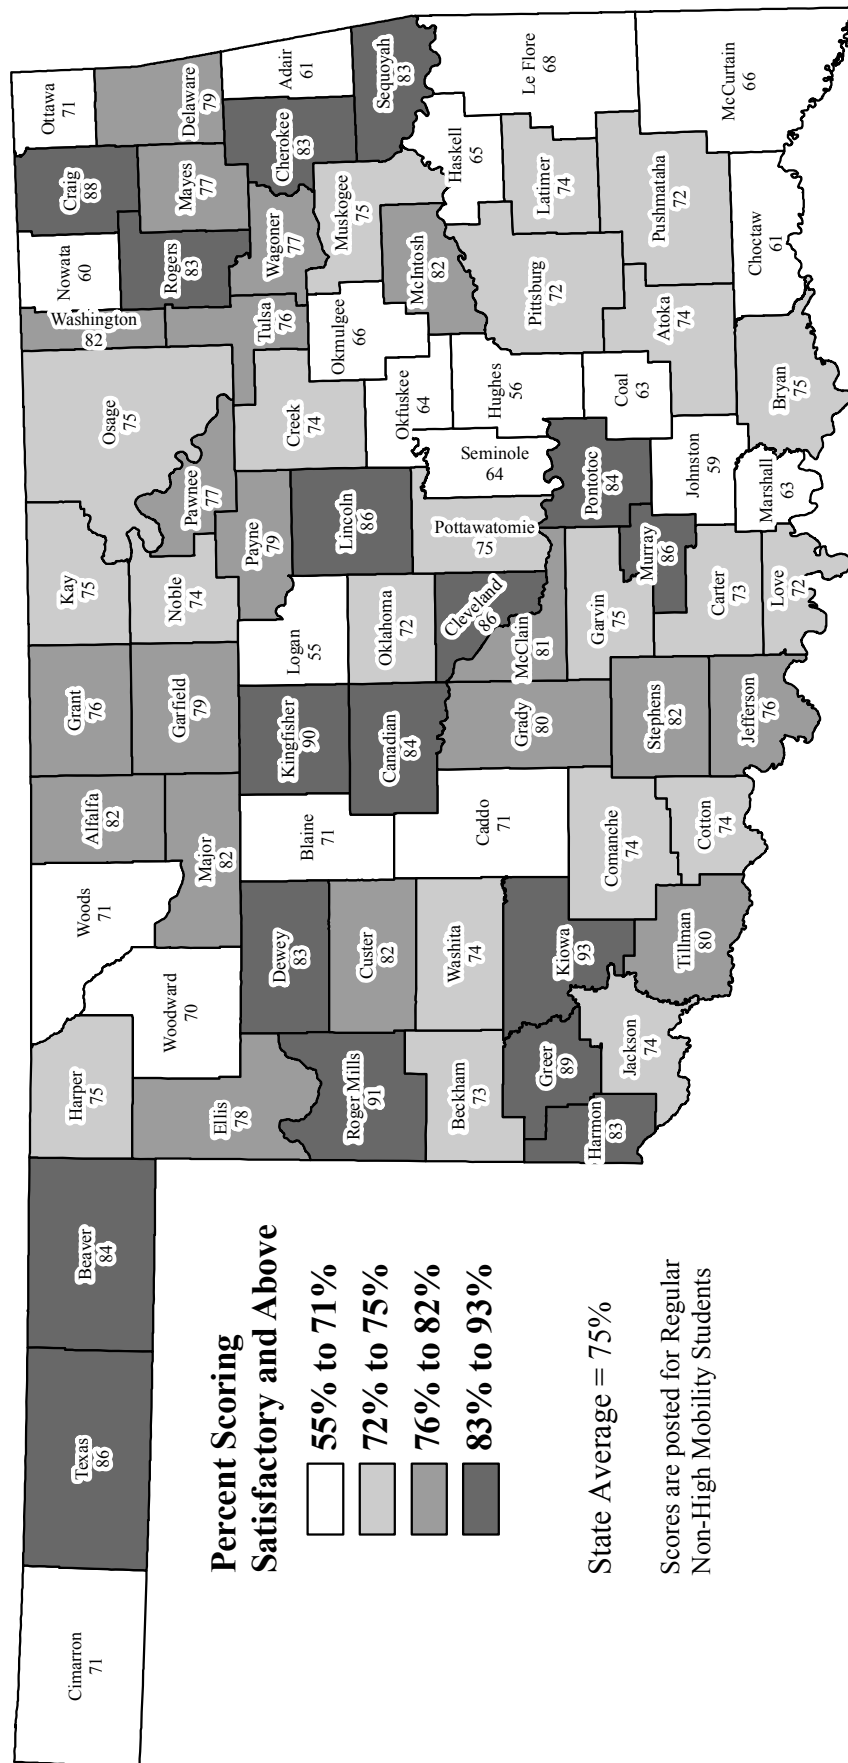 Cimarron
71
Texas
86
Beaver
84
Harper
75
Woods
71
Alfalfa
82
Grant
76
Kay
75
Osage
75
Washington
82
Nowata
60
Craig
88
Ottawa
71
Ellis
78
Woodward
70
Major
82
Garfield
79
Noble
74
Pawnee
77
Rogers
83
Mayes
77
Delaware
79
Roger Mills
91
Dewey
83
Blaine
71
Kingfisher
90
Logan
55
Payne
79
Lincoln
86
Creek
74
Tulsa
76
Wagoner
77
Cherokee
83
Adair
61
Custer
82
Canadian
84
Oklahoma
72
Okfuskee
64
Okmulgee
66
Muskogee
75
Sequoyah
83
Beckham
73
Washita
74
Caddo
71
Grady
80
Cleveland
86
McClain
81
Pottawatomie
75
Seminole
64
Hughes
56
McIntosh
82
Haskell
65
Le Flore
68
Harmon
83
Greer
89
Kiowa
93
Comanche
74
Garvin
75
Pontotoc
84
Coal
63
Pittsburg
72
Latimer
74
Jackson
74
Tillman
80
Cotton
74
Stephens
82
Murray
86
Carter
73
Johnston
59
Atoka
74
Pushmataha
72
McCurtain
66
Jefferson
76
Love
72
Marshall
63
Bryan
75
Choctaw
61
Percent Scoring
Satisfactory and Above
55% to 71%
72% to 75%
76% to 82%
83% to 93%
State Average = 75%
Scores are posted for Regular
Non-High Mobility Students